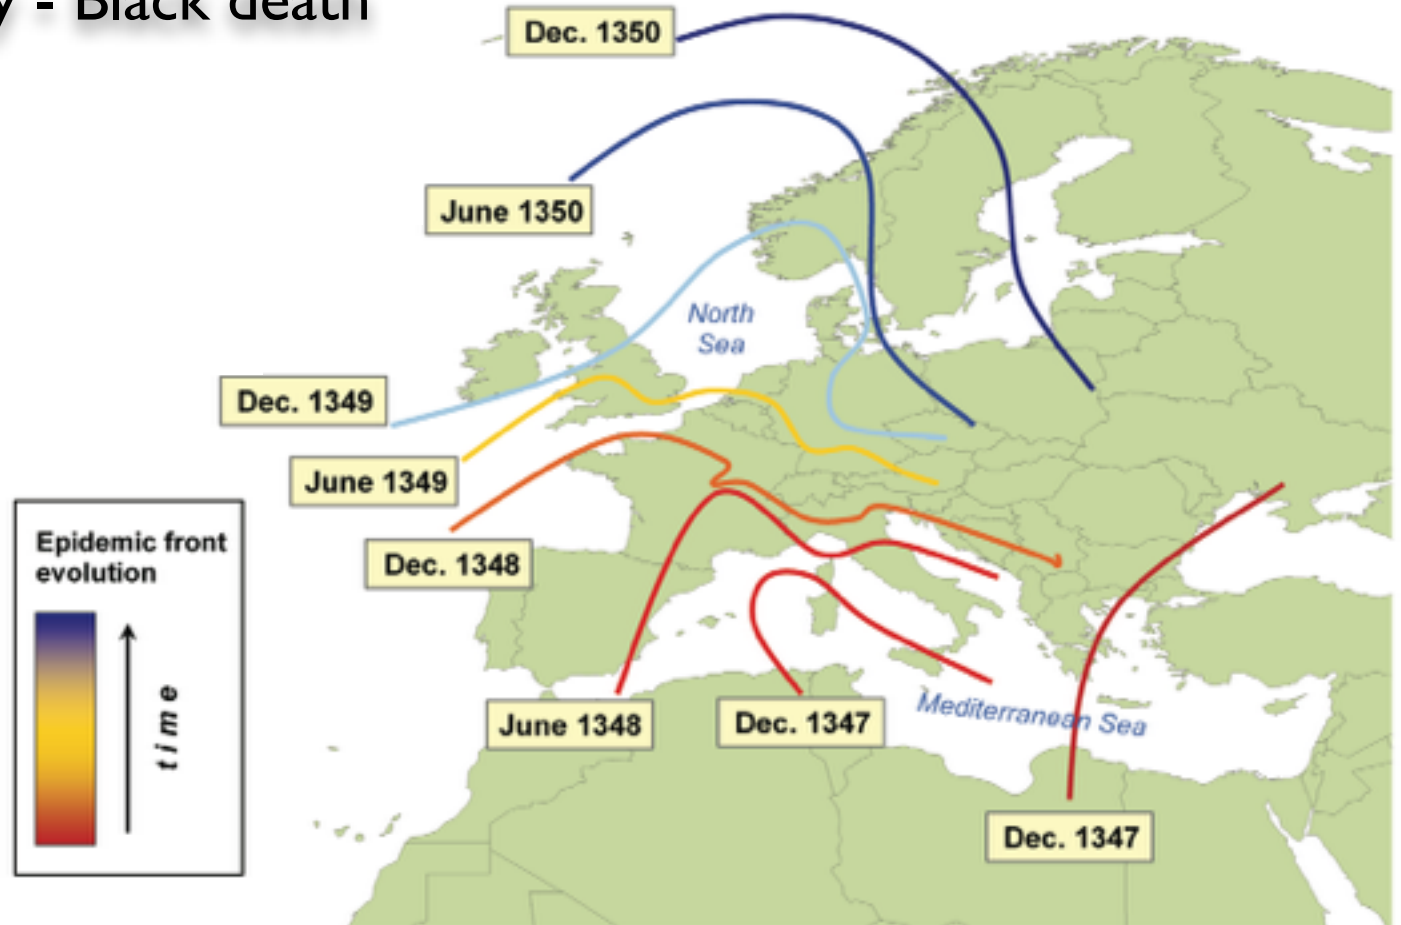 - Black death
Dec. 1350
June 1350
North
Sea
Dec. 1349
June 1349
Dec. 1348
Epidemic front
evolution
time
June 1348
Dec. 1347
Mediterranean Sea
Dec. 1347